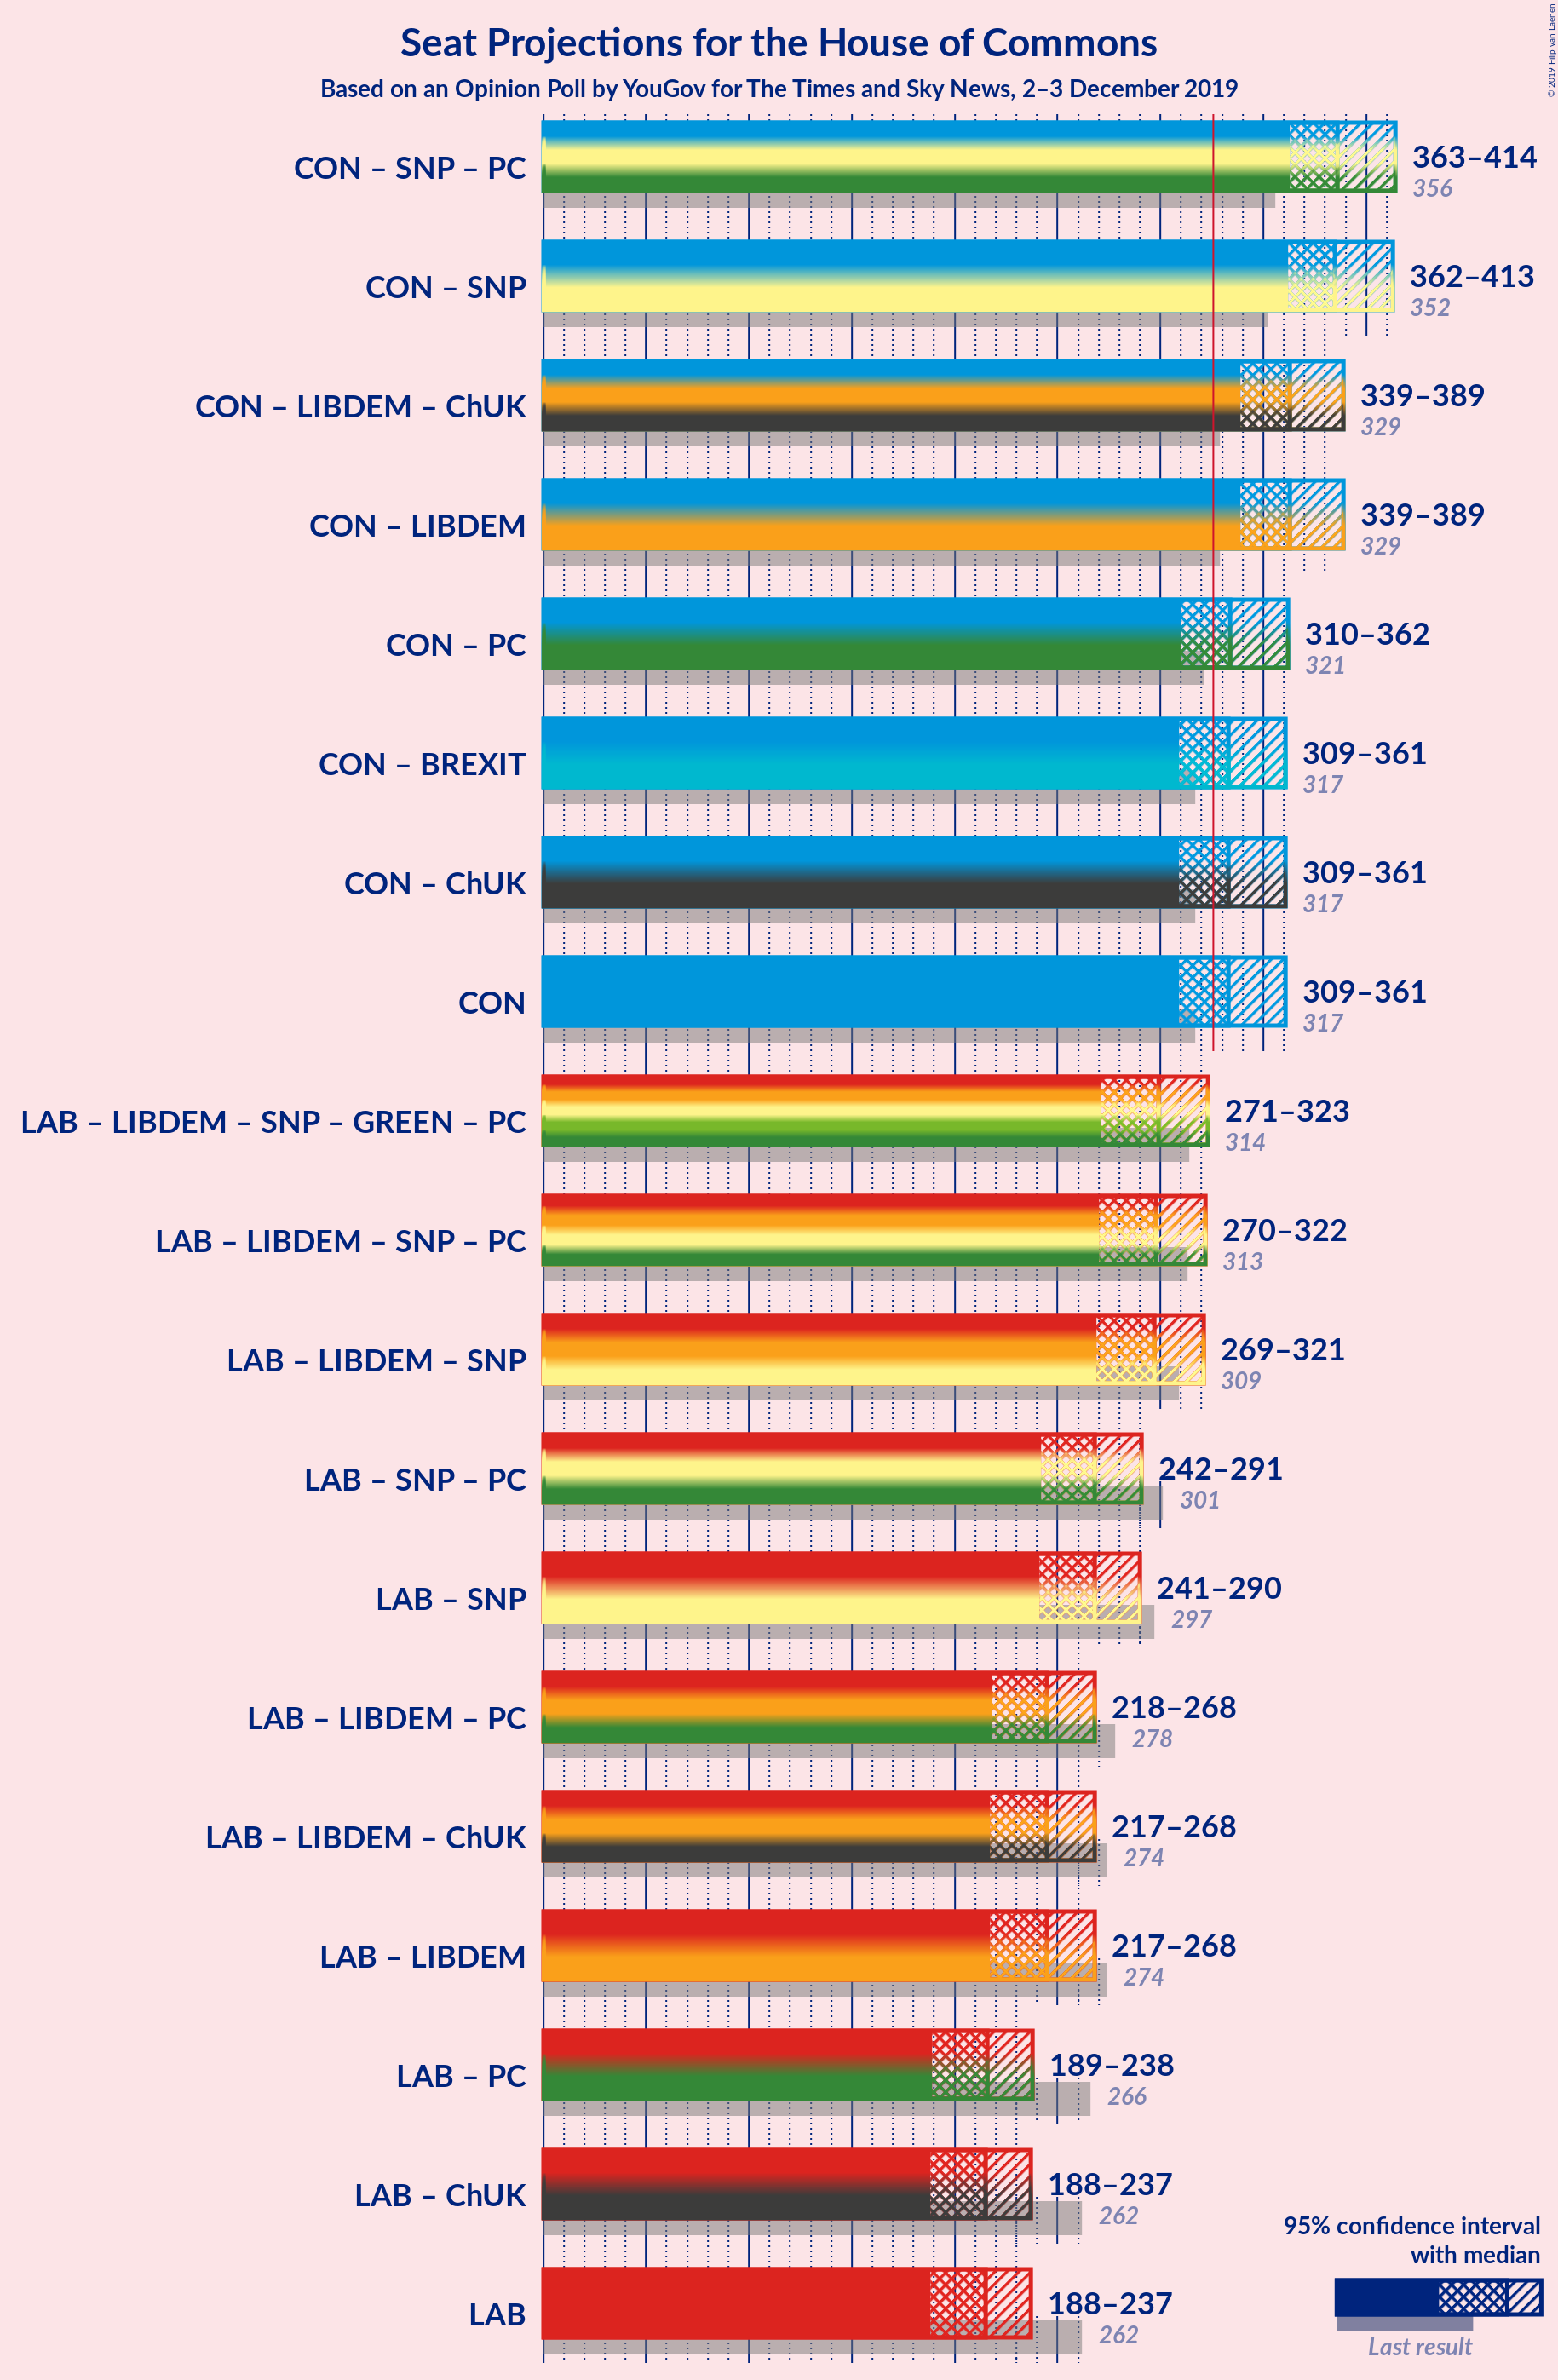 © 2019 Filip van Laenen
Seat Projections for the House of Commons
Based on an Opinion Poll by YouGov for The Times and Sky News, 2–3 December 2019
CON – SNP – PC
363–414
356
CON – SNP
362–413
352
CON – LIBDEM – ChUK
339–389
329
CON – LIBDEM
339–389
329
CON – PC
310–362
321
CON – BREXIT
309–361
317
CON – ChUK
309–361
317
CON
309–361
317
LAB – LIBDEM – SNP – GREEN – PC
271–323
314
LAB – LIBDEM – SNP – PC
270–322
313
LAB – LIBDEM – SNP
269–321
309
LAB – SNP – PC
242–291
301
LAB – SNP
241–290
297
LAB – LIBDEM – PC
218–268
278
LAB – LIBDEM – ChUK
217–268
274
LAB – LIBDEM
217–268
274
LAB – PC
189–238
266
LAB – ChUK
188–237
262
LAB
188–237
262
95% confidence interval
with median
Last result